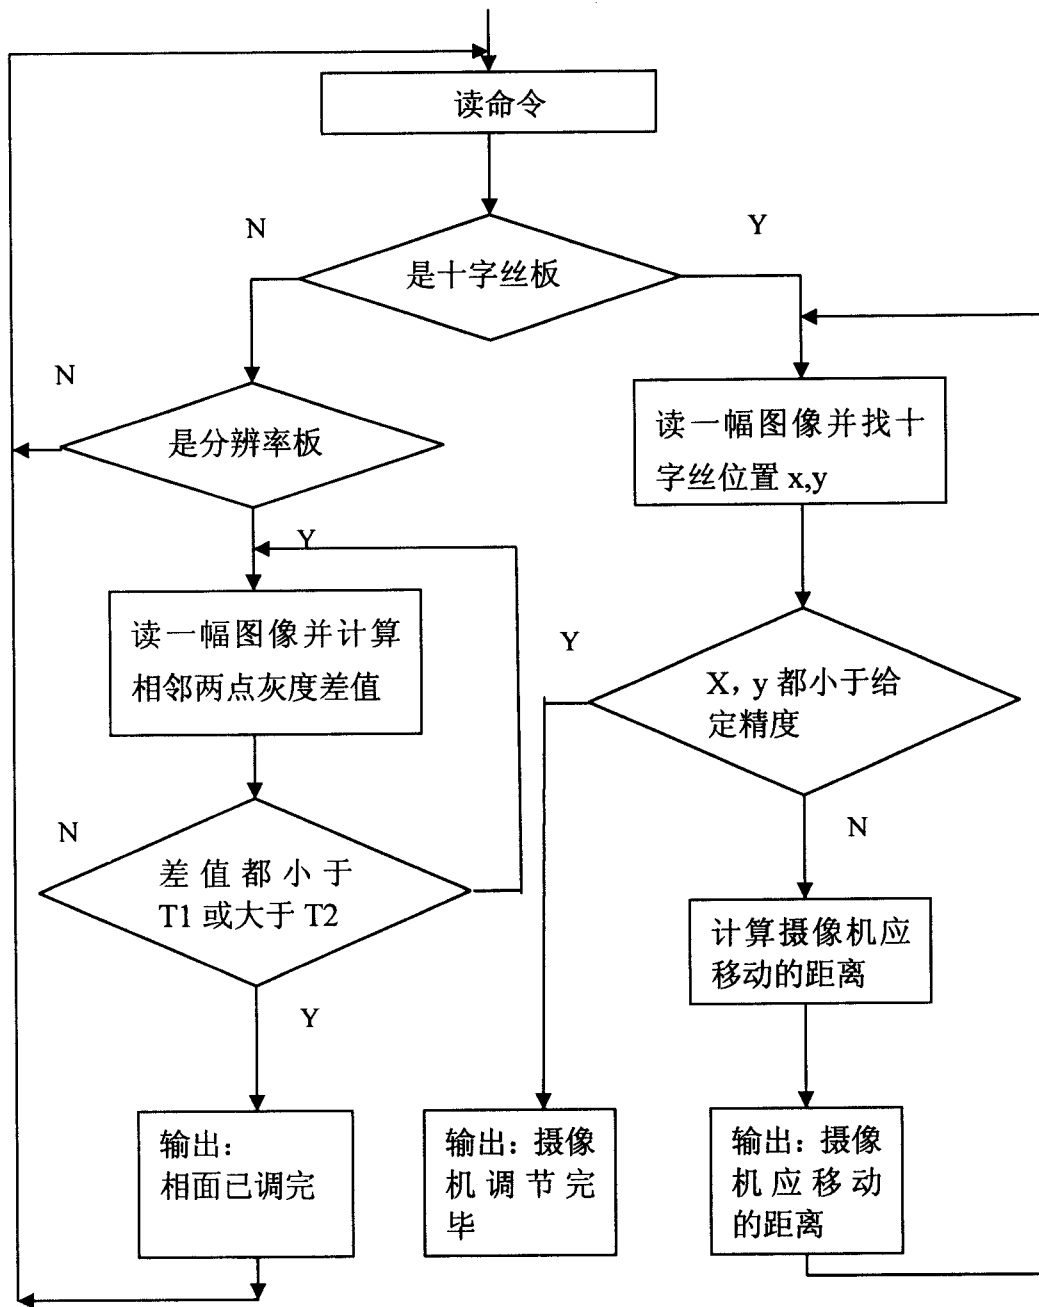 读命令
N
Y
是十字丝板
N
是分辨率板
读一幅图像并找十
字丝位置 x,y
Y
读一幅图像并计算
相邻两点灰度差值
Y
X，y 都小于给
定精度
N
N
差值都小于
T1 或大于 T2
计算摄像机应
移动的距离
Y
输出：
相面已调完
输出：摄像
机调节完
毕
输出：摄像
机应移动
的距离